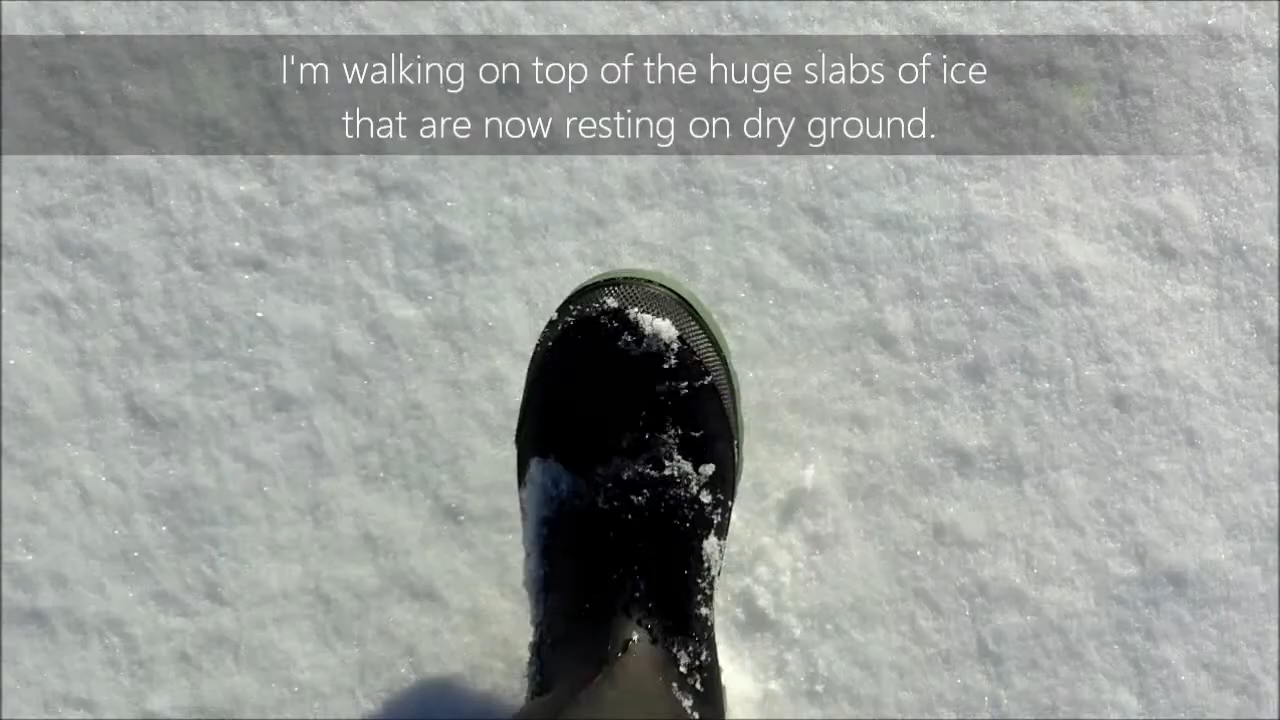 I'm walking on top of the huge slabs of ice
that are now resting on dry ground.